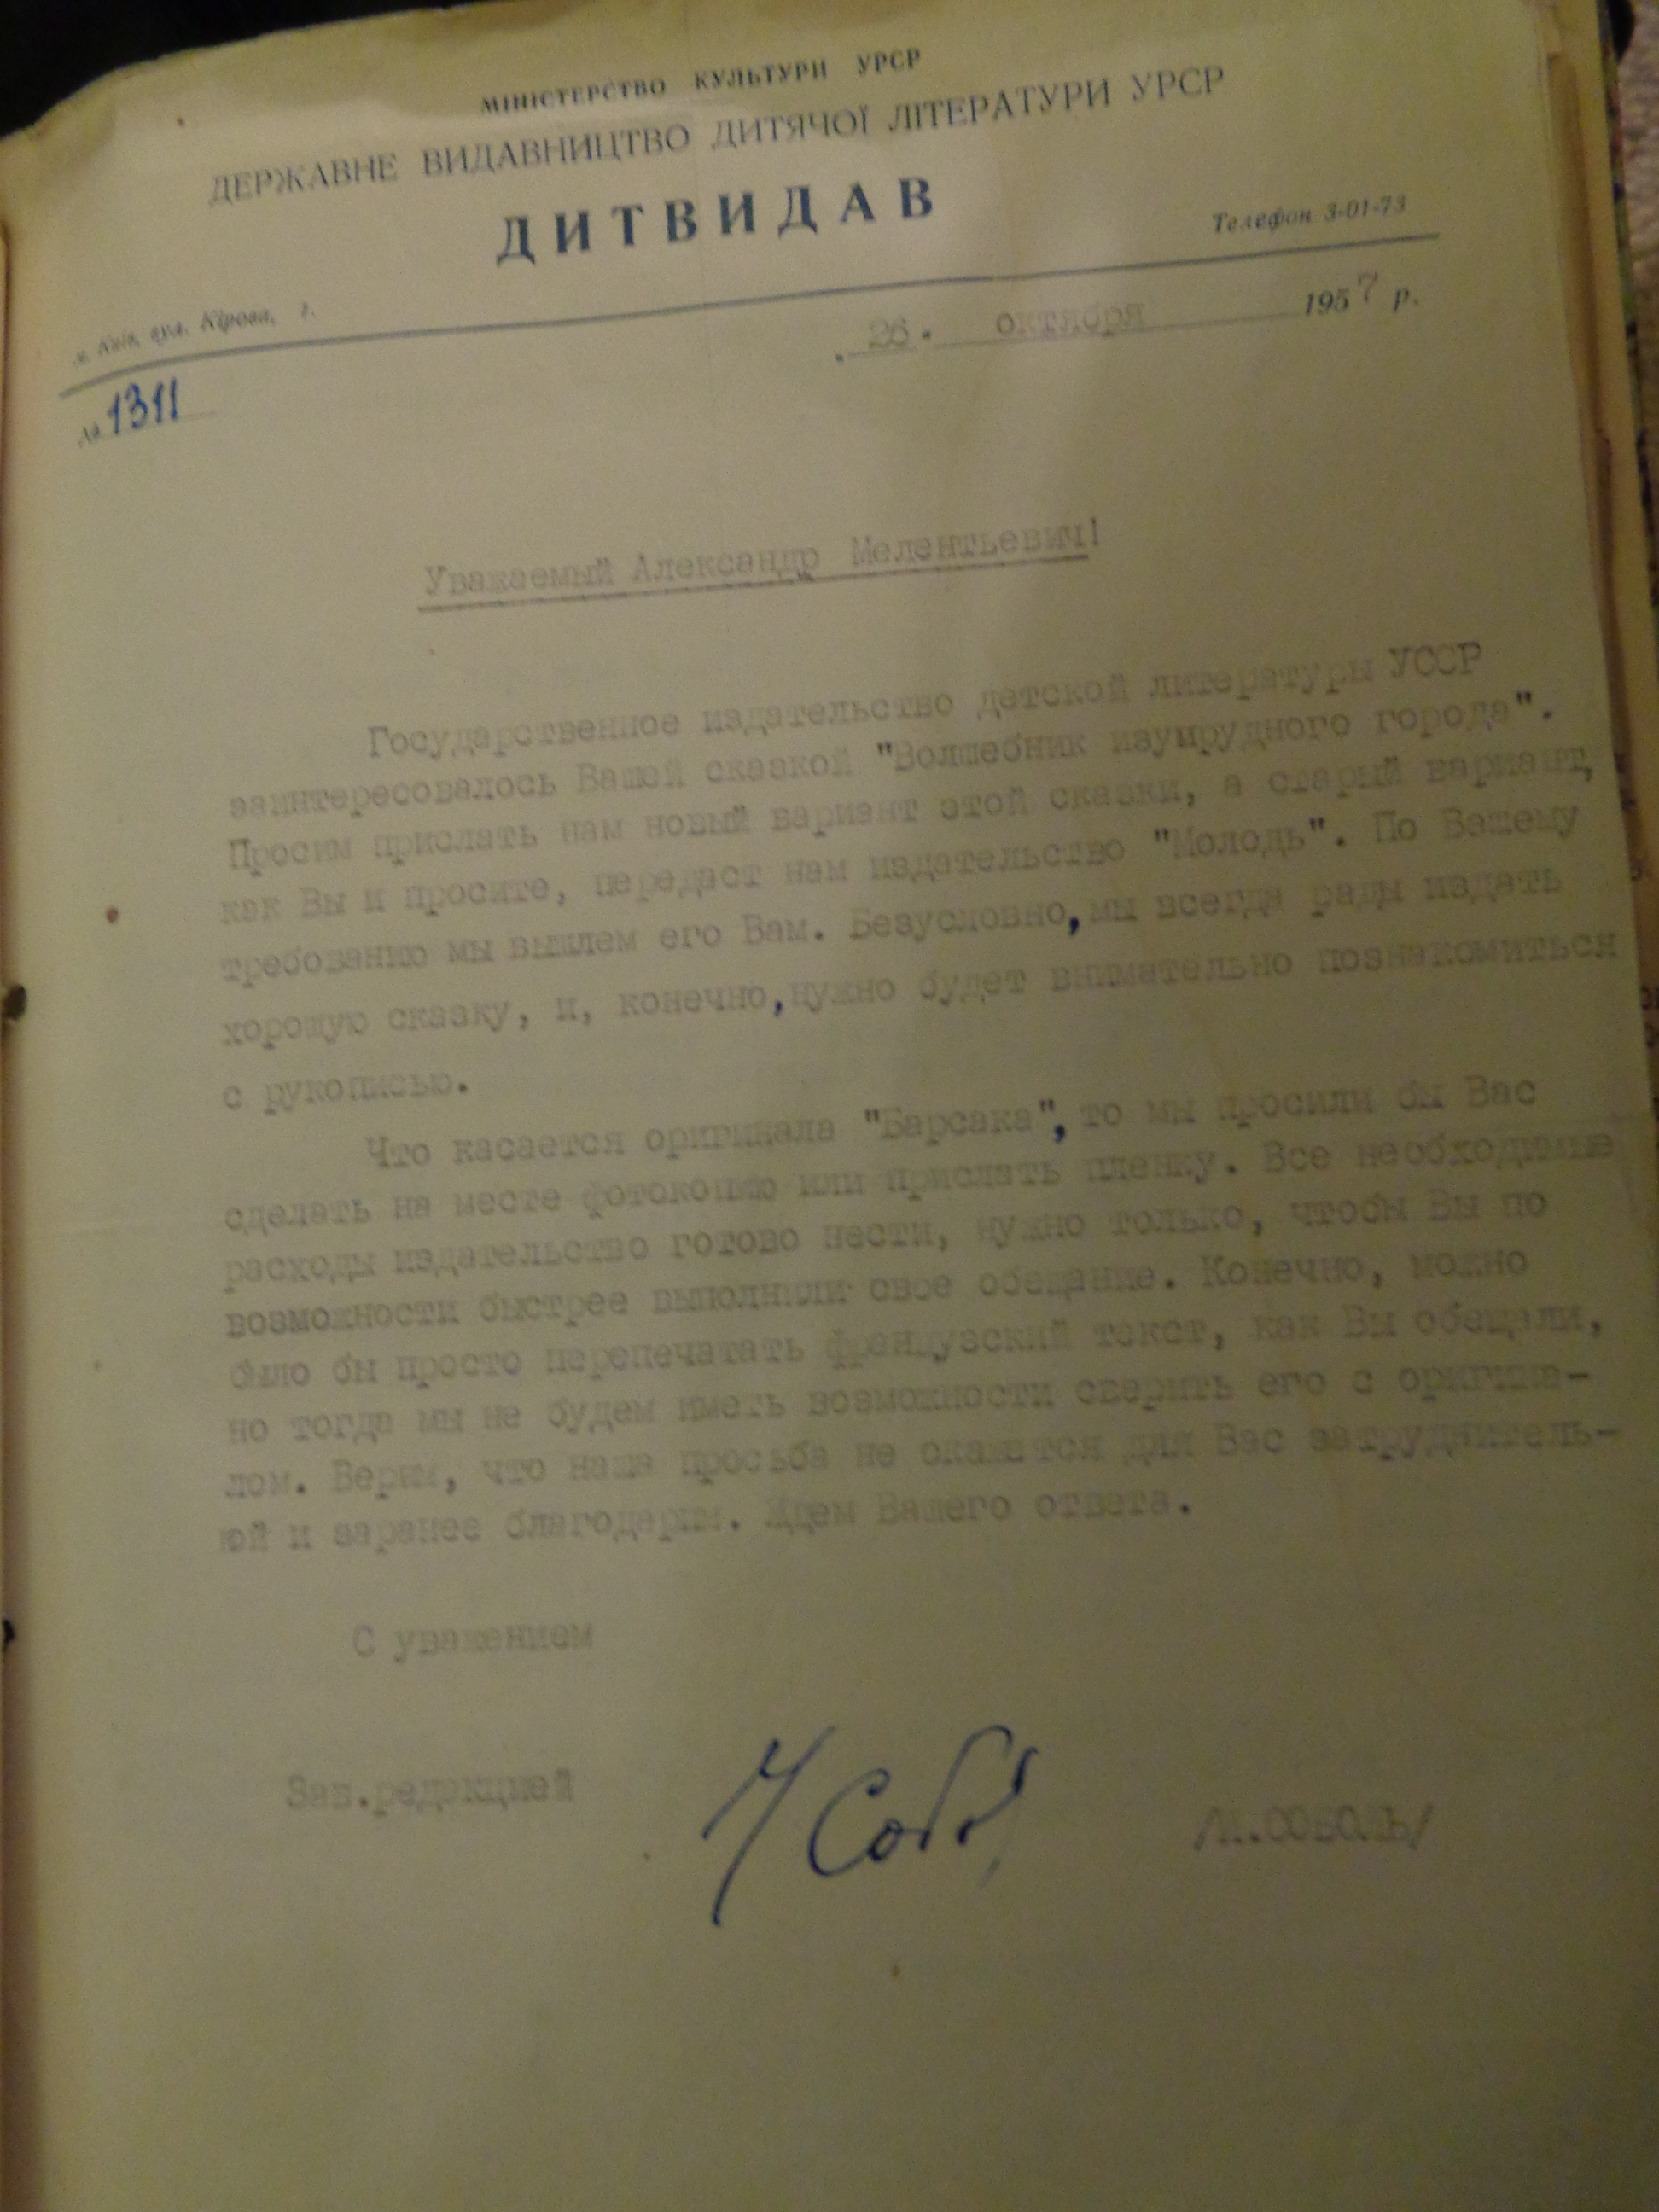 МІНІСТЕРСТВО КУЛЬТУРИ УРСР
ДЕРЖАВНЕ ВИДАВНИЦТВО ДИТЯЧОЇ ЛІТЕРАТУРИ УРСР
ДИТВИДАВ
Телефон 3-01-73
м. Київ, вул. Кірова, 1.
26. октября 1957 р.
№ 1311
Уважаемый Александр Мелентьевич!
Государственное издательство детской литературы УССР
заинтересовалось Вашей сказкой "Волшебник изумрудного города".
Просим прислать нам новый вариант этой сказки, а старый вариант,
как Вы и просите, передаст нам издательство "Молодь". По Вашему
требованию мы вышлем его Вам. Безусловно, мы всегда рады издать
хорошую сказку, и, конечно, нужно будет внимательно познакомиться
с рукописью.
Что касается оригинала "Барсака", то мы просили бы Вас
сделать на месте фотокопию или прислать пленку. Все необходимые
расходы издательство готово нести, нужно только, чтобы Вы по
возможности быстрее выполнили свое обещание. Конечно, можно
было бы просто перепечатать французский текст, как Вы обещали,
но тогда мы не будем иметь возможности сверить его с оригина-
лом. Верим, что наша просьба не окажется для Вас затруднитель-
ной и заранее благодарим. Ждем Вашего ответа.
С уважением
Зав.редакцией
/.СОБОЛЬ/